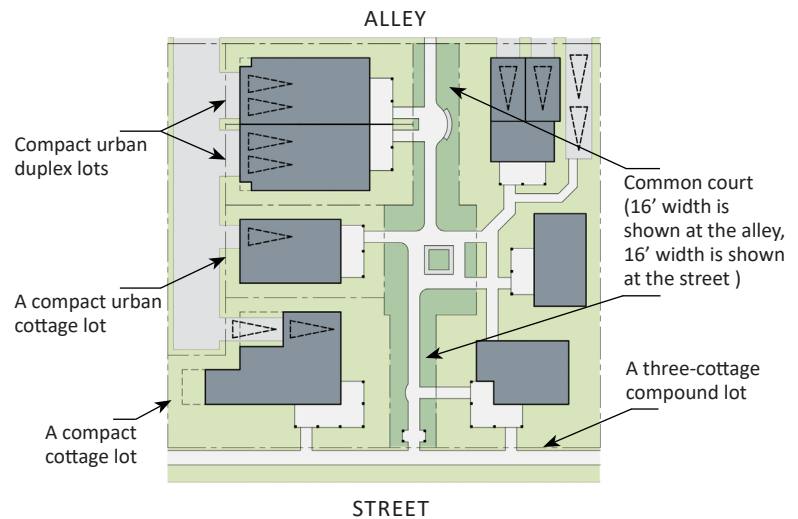 ALLEY
Compact urban
duplex lots
Common court
(16’ width is
shown at the alley,
16’ width is shown
at the street )
A compact urban
cottage lot
A three-cottage
compound lot
A compact
cottage lot
STREET